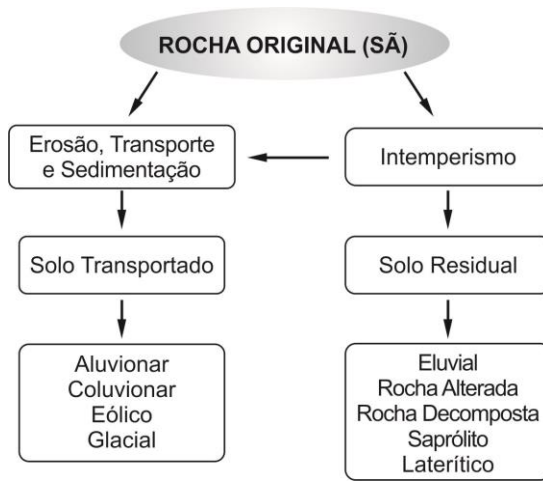 ROCHA ORIGINAL (SÃ)
Erosão, Transporte
e Sedimentação
Intemperismo
Solo Transportado
Solo Residual
Aluvionar
Coluvionar
Eólico
Glacial
Eluvial
Rocha Alterada
Rocha Decomposta
Saprólito
Laterítico